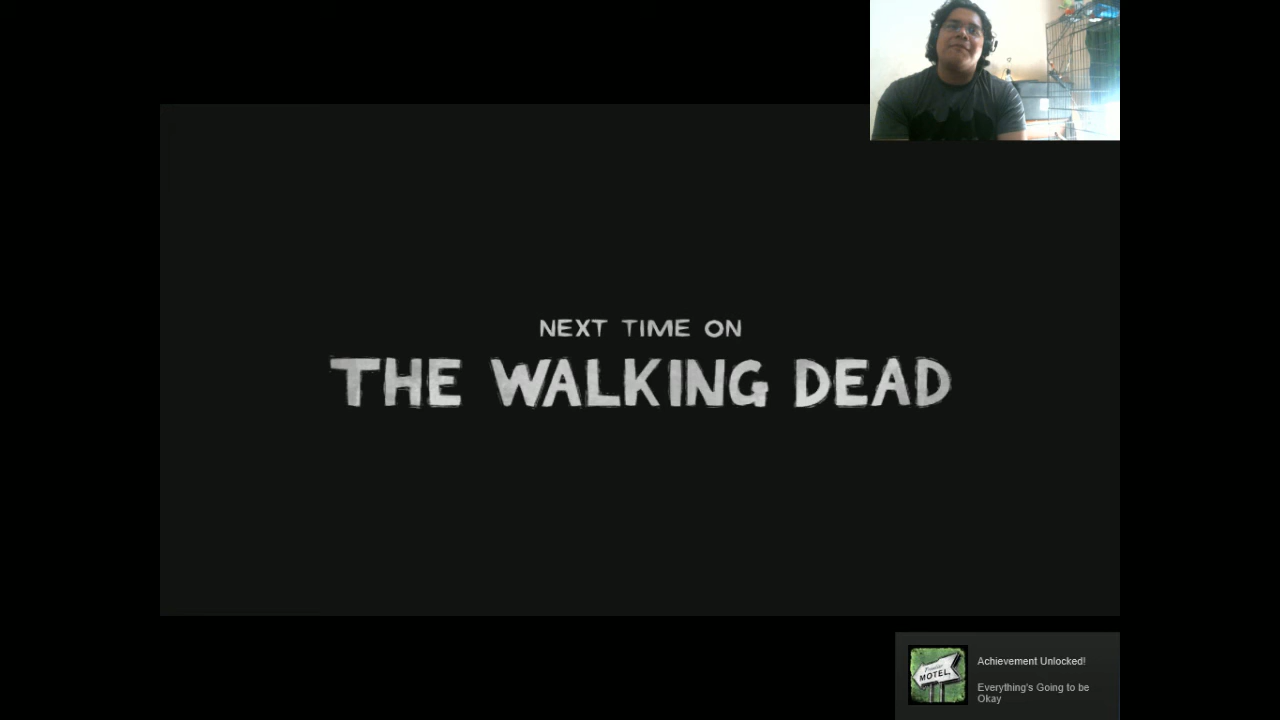 NEXT TIME ON
THE WALKING DEAD
Achievement Unlocked!
MOTEL
Everything's Going to be
Okay